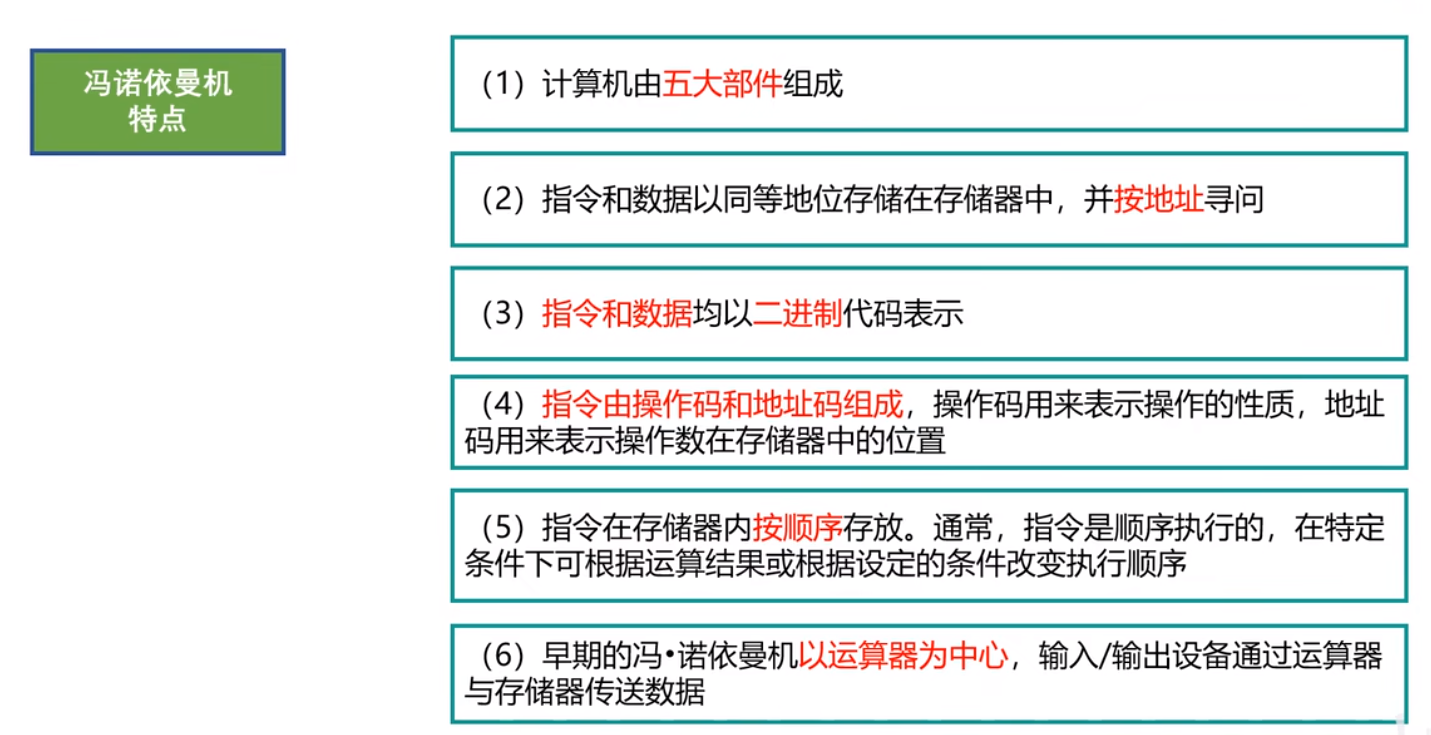 冯诺依曼机
特点
（1）计算机由五大部件组成
（2）指令和数据以同等地位存储在存储器中，并按地址寻问
（3）指令和数据均以二进制代码表示
（4）指令由操作码和地址码组成，操作码用来表示操作的性质，地址
码用来表示操作数在存储器中的位置
（5）指令在存储器内按顺序存放。通常，指令是顺序执行的，在特定
条件下可根据运算结果或根据设定的条件改变执行顺序
（6）早期的冯•诺依曼机以运算器为中心，输入/输出设备通过运算器
与存储器传送数据